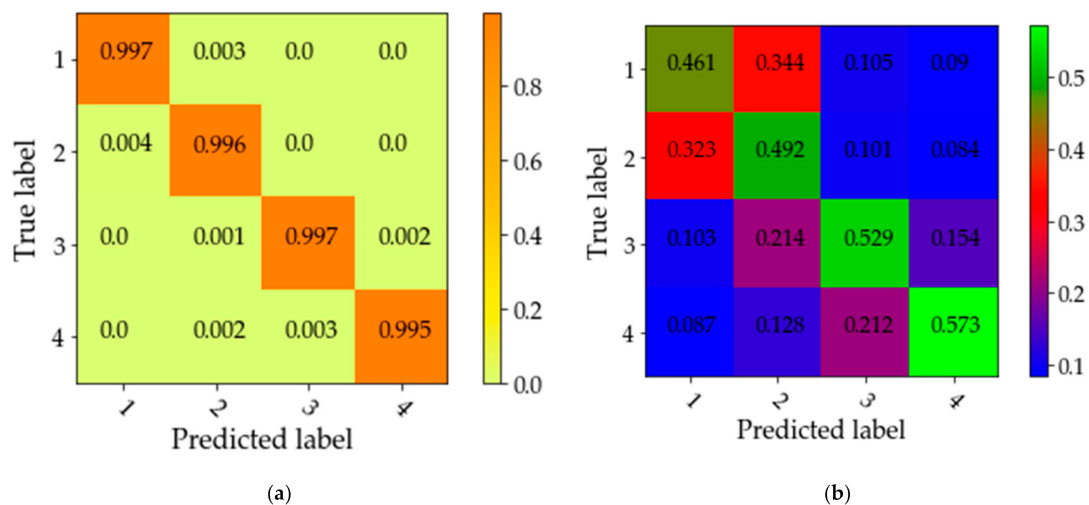 1 0.997 0.003 0.0 0.0
2 0.004 0.996 0.0 0.0
3 0.0 0.001 0.997 0.002
4 0.0 0.002 0.003 0.995
1 2 3 4
True label
Predicted label
0.8
0.6
0.4
0.2
0.0
(a)
1 0.461 0.344 0.105 0.09
2 0.323 0.492 0.101 0.084
3 0.103 0.214 0.529 0.154
4 0.087 0.128 0.212 0.573
1 2 3 4
True label
Predicted label
0.5
0.4
0.3
0.2
0.1
(b)